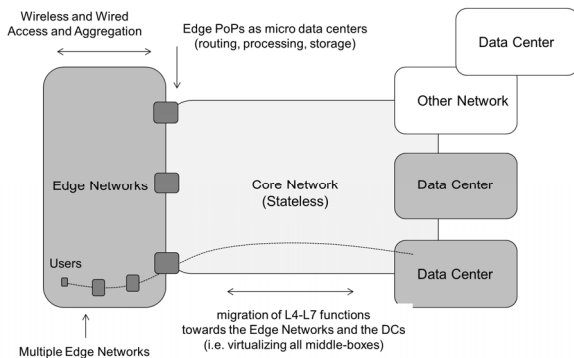 Wireless and Wired
Access and Aggregation
Edge PoPs as micro data centers
(routing, processing, storage)
Data Center
Other Network
Edge Networks
Core Network
(Stateless)
Data Center
Users
Data Center
migration of L4-L7 functions
towards the Edge Networks and the DCs
(i.e. virtualizing all middle-boxes)
Multiple Edge Networks